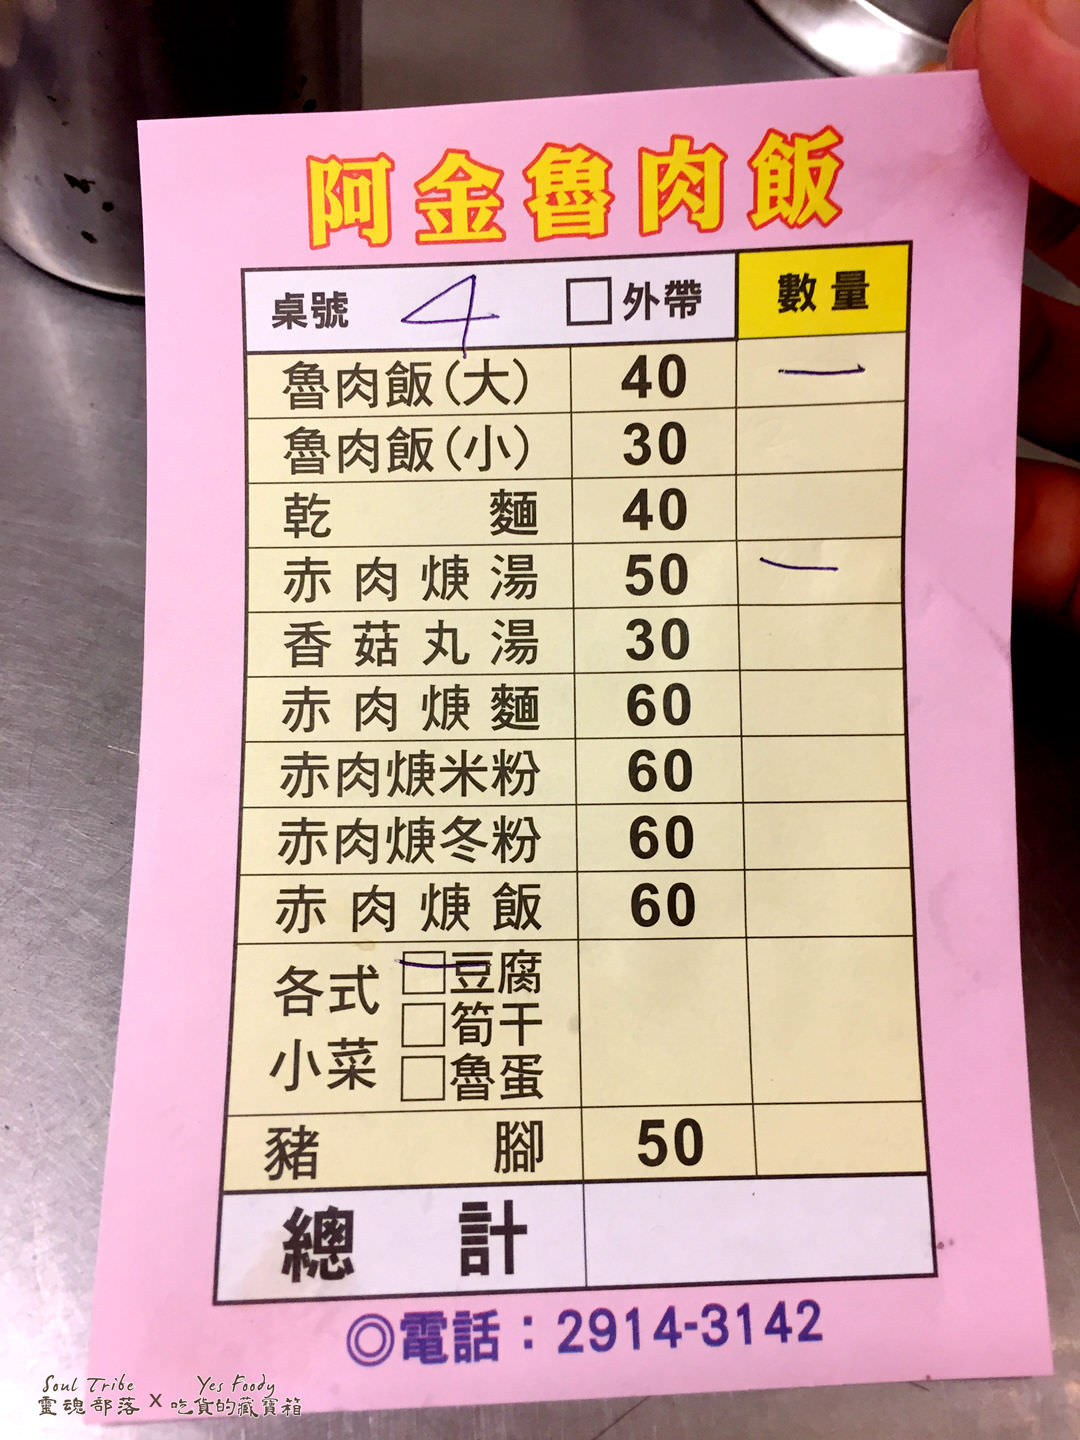 阿金魯肉飯
桌號 4 □外帶 數量
魯肉飯(大) 40 一
魯肉飯(小) 30
乾麵 40
赤肉焿湯 50 一
香菇丸湯 30
赤肉焿麵 60
赤肉焿米粉 60
赤肉焿冬粉 60
赤肉焿飯 60
各式小菜 □豆腐
□筍干
□魯蛋
豬腳 50
總計
◎電話：2914-3142
Soul Tribe Yes Foody
靈魂部落 x 吃貨的藏寶箱